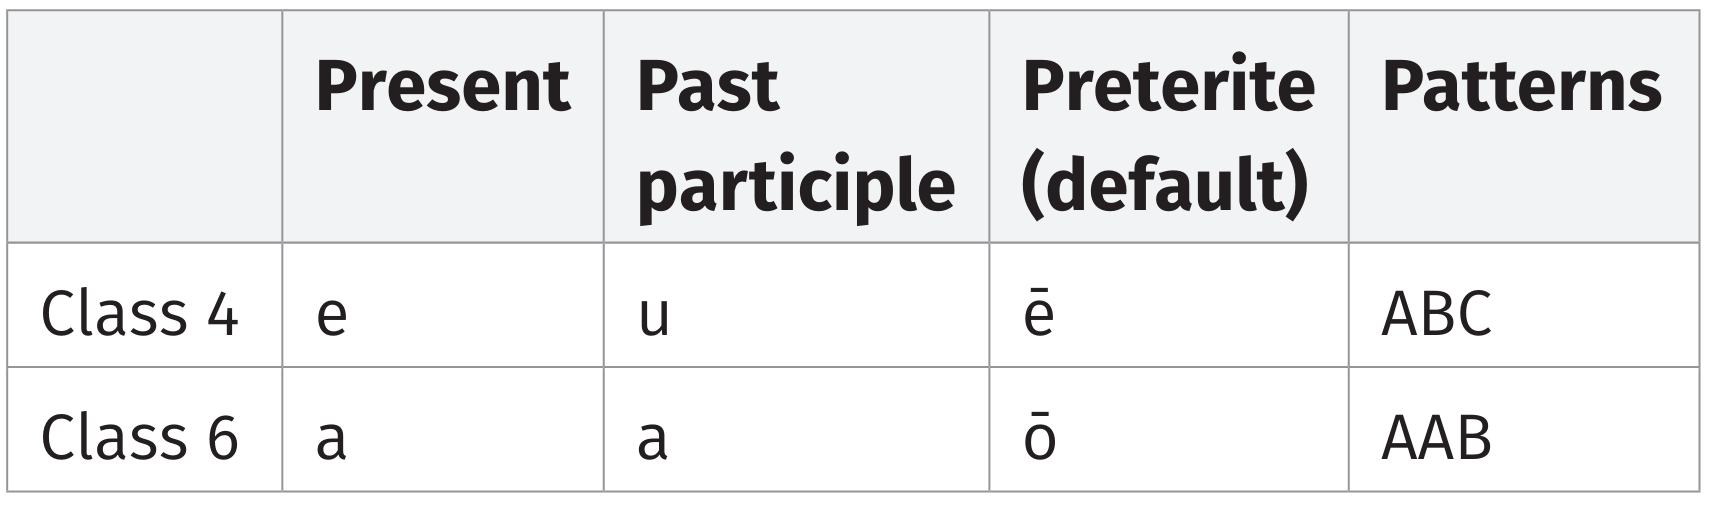 Present Past participle Preterite (default) Patterns
Class 4 e u ē ABC
Class 6 a a ō AAB